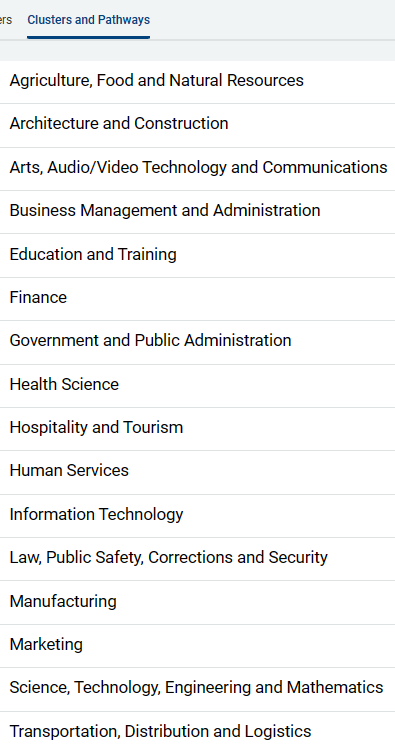 ers Clusters and Pathways
Agriculture, Food and Natural Resources
Architecture and Construction
Arts, Audio/Video Technology and Communications
Business Management and Administration
Education and Training
Finance
Government and Public Administration
Health Science
Hospitality and Tourism
Human Services
Information Technology
Law, Public Safety, Corrections and Security
Manufacturing
Marketing
Science, Technology, Engineering and Mathematics
Transportation, Distribution and Logistics